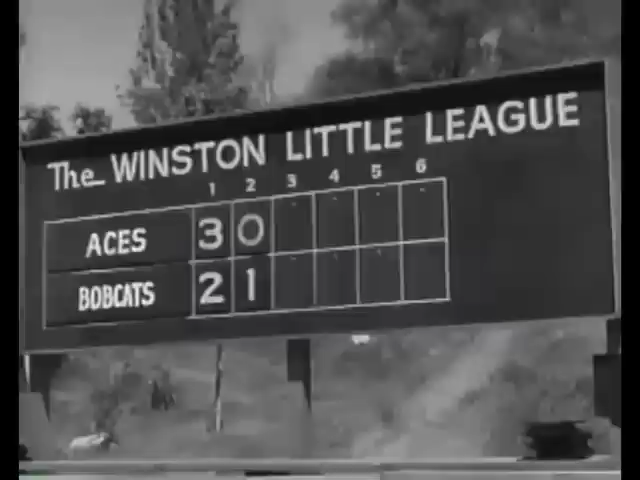 The WINSTON LITTLE LEAGUE
1 2 3 4 5 6
ACES 3 0
BOBCATS 2 1